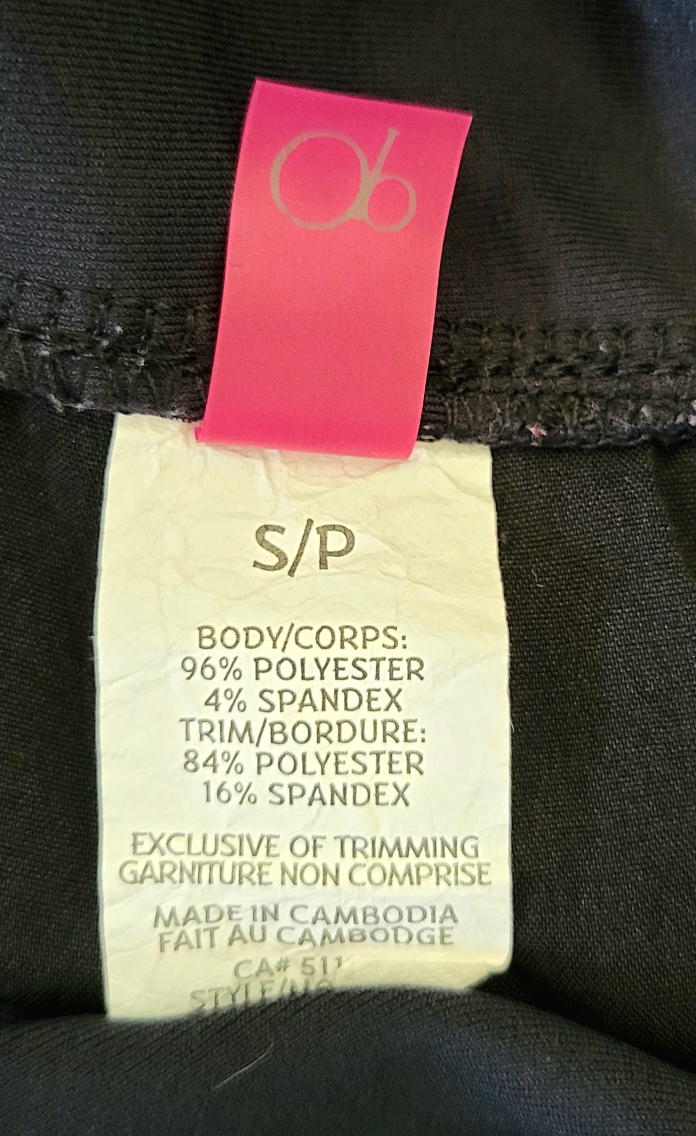 S/P
BODY/CORPS:
96% POLYESTER
4% SPANDEX
TRIM/BORDURE:
84% POLYESTER
16% SPANDEX
EXCLUSIVE OF TRIMMING
GARNITURE NON COMPRISE
MADE IN CAMBODIA
FAIT AU CAMBODGE
CA# 511